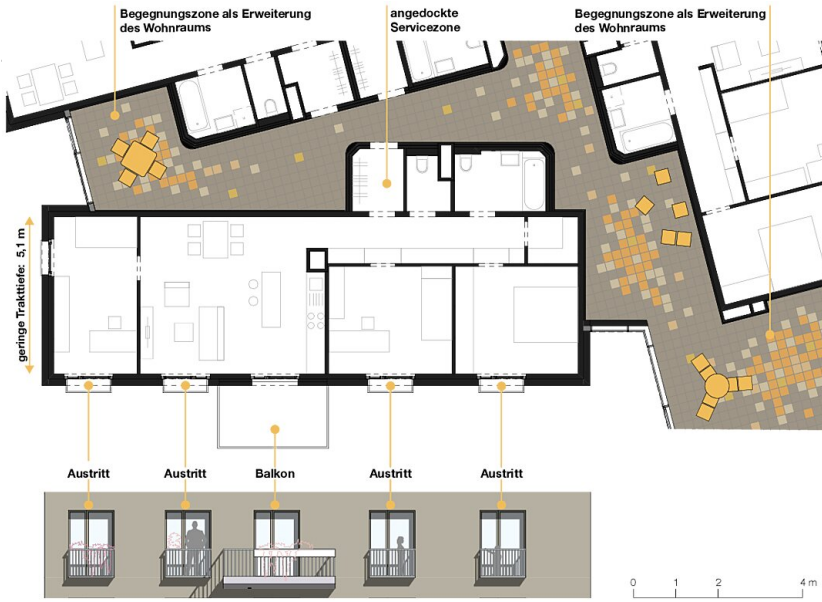 Begegnungszone als Erweiterung
des Wohnraums
angedockte
Servicezone
Begegnungszone als Erweiterung
des Wohnraums
geringe Trakttiefe: 5,1 m
Austritt
Austritt
Balkon
Austritt
Austritt
0 1 2 4 m